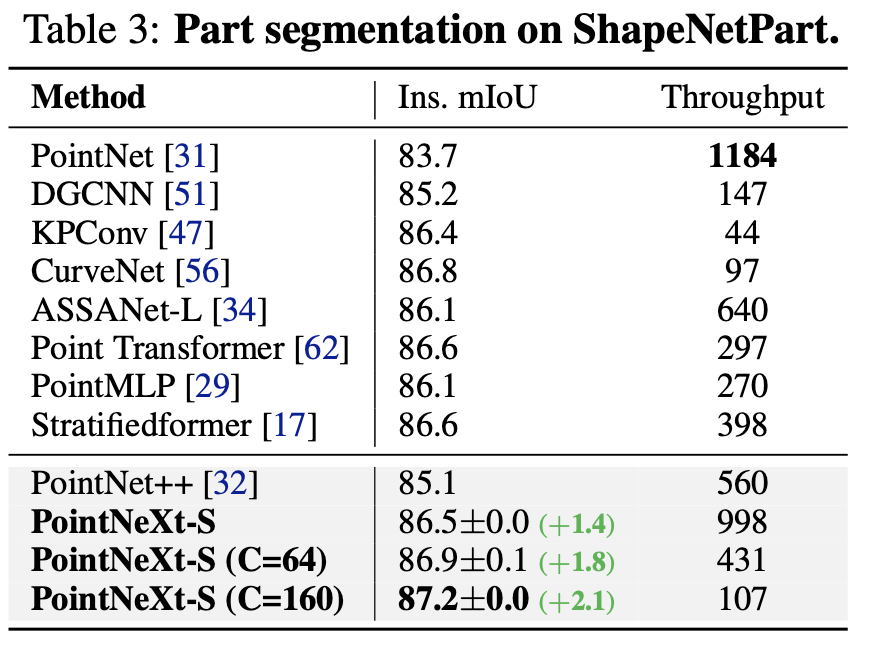 Table 3: Part segmentation on ShapeNetPart.
Method Ins. mIoU Throughput
PointNet [31] 83.7 1184
DGCNN [51] 85.2 147
KPConv [47] 86.4 44
CurveNet [56] 86.8 97
ASSANet-L [34] 86.1 640
Point Transformer [62] 86.6 297
PointMLP [29] 86.1 270
Stratifiedformer [17] 86.6 398
PointNet++ [32] 85.1 560
PointNeXt-S 86.5±0.0 (+1.4) 998
PointNeXt-S (C=64) 86.9±0.1 (+1.8) 431
PointNeXt-S (C=160) 87.2±0.0 (+2.1) 107